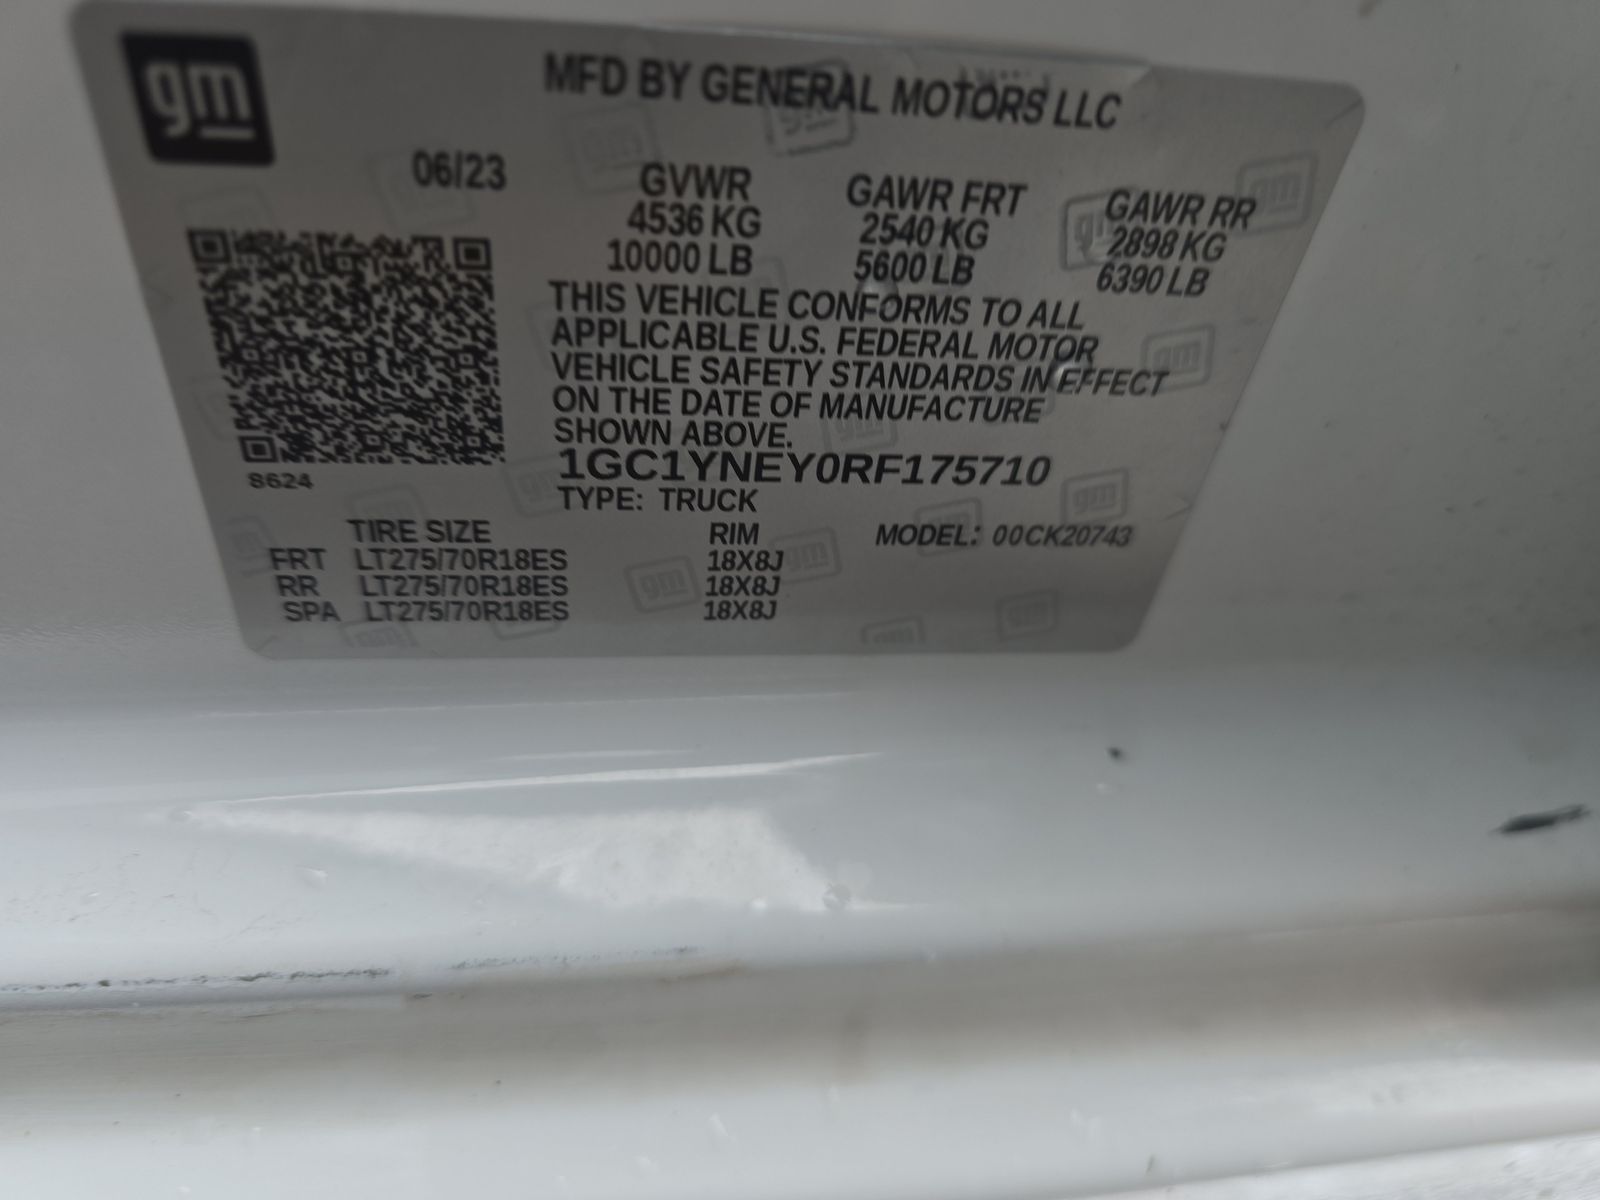 gm
MFD BY GENERAL MOTORS LLC
06/23
GVWR GAWR FRT GAWR RR
4536 KG 2540 KG 2898 KG
10000 LB 5600 LB 6390 LB
THIS VEHICLE CONFORMS TO ALL
APPLICABLE U.S. FEDERAL MOTOR
VEHICLE SAFETY STANDARDS IN EFFECT
ON THE DATE OF MANUFACTURE
SHOWN ABOVE.
1GC1YNEY0RF175710
8624
TYPE: TRUCK
TIRE SIZE RIM MODEL: 00CK20743
FRT LT275/70R18ES 18X8J
RR LT275/70R18ES 18X8J
SPA LT275/70R18ES 18X8J